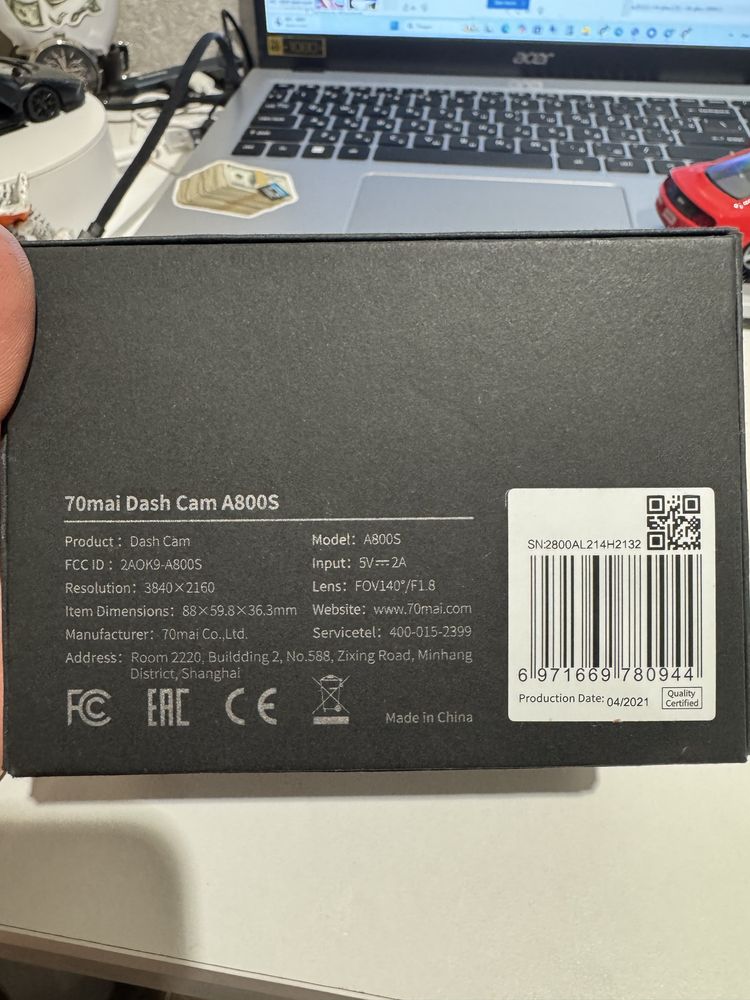 1080
acer
70mai Dash Cam A800S
Product : Dash Cam
Model: A800S
FCC ID : 2AOK9-A800S
Input: 5V⎓2A
Resolution: 3840×2160
Lens: FOV140°/F1.8
Item Dimensions: 88×59.8×36.3mm
Website: www.70mai.com
Manufacturer: 70mai Co.,Ltd.
Servicetel: 400-015-2399
Address: Room 2220, Buildding 2, No.588, Zixing Road, Minhang
District, Shanghai
FC
EAC
CE
Made in China
SN:2800AL214H2132
6 971669 780944
Production Date: 04/2021
Quality
Certified